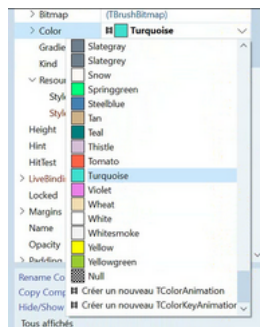 Bitmap (TBrushBitmap)
Color Turquoise
Gradie Slategray
Kind Slategrey
Resour Snow
Springgreen
Styl Steelblue
Style Tan
Height Teal
Hint Thistle
HitTest Tomato
LiveBindi Turquoise
Locked Violet
Margins Wheat
Name White
Opacity Whitesmoke
Padding Yellow
Yellowgreen
Null
Rename Co Créer un nouveau TColorAnimation
Copy Comp Créer un nouveau TColorKeyAnimation
Hide/Show
Tous affichés